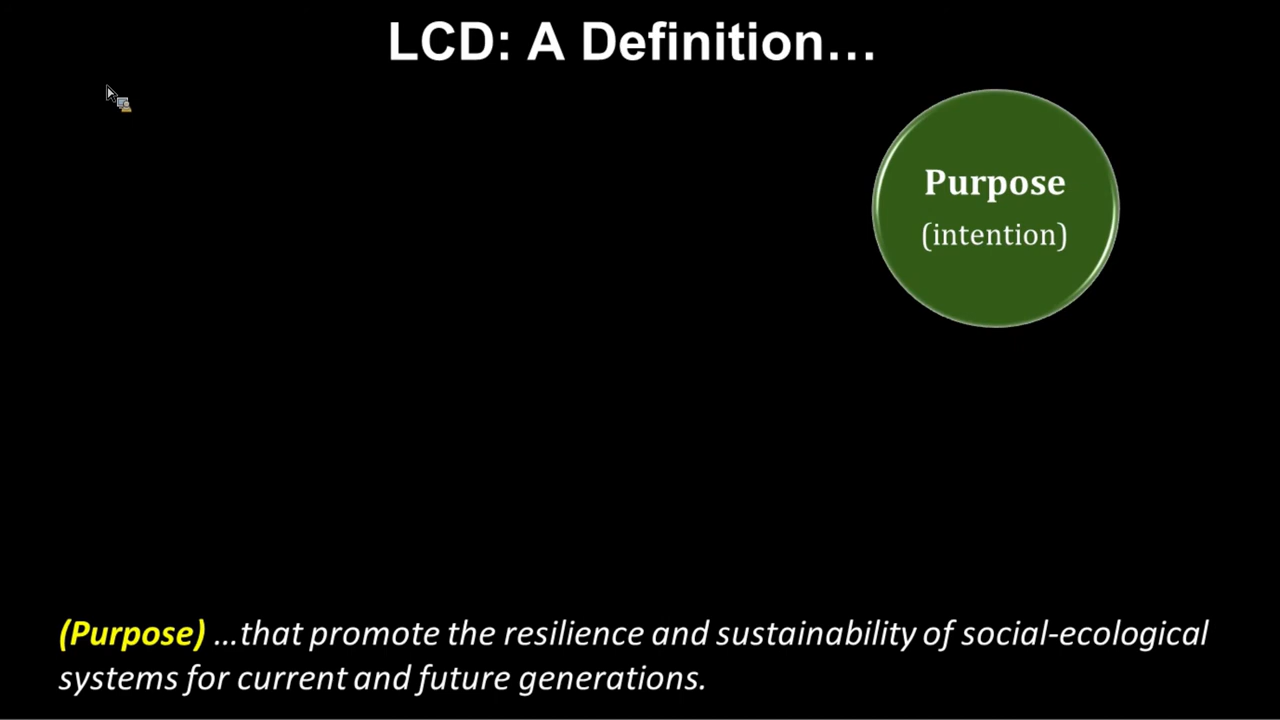 LCD: A Definition…
Purpose
(intention)
(Purpose) …that promote the resilience and sustainability of social-ecological
systems for current and future generations.